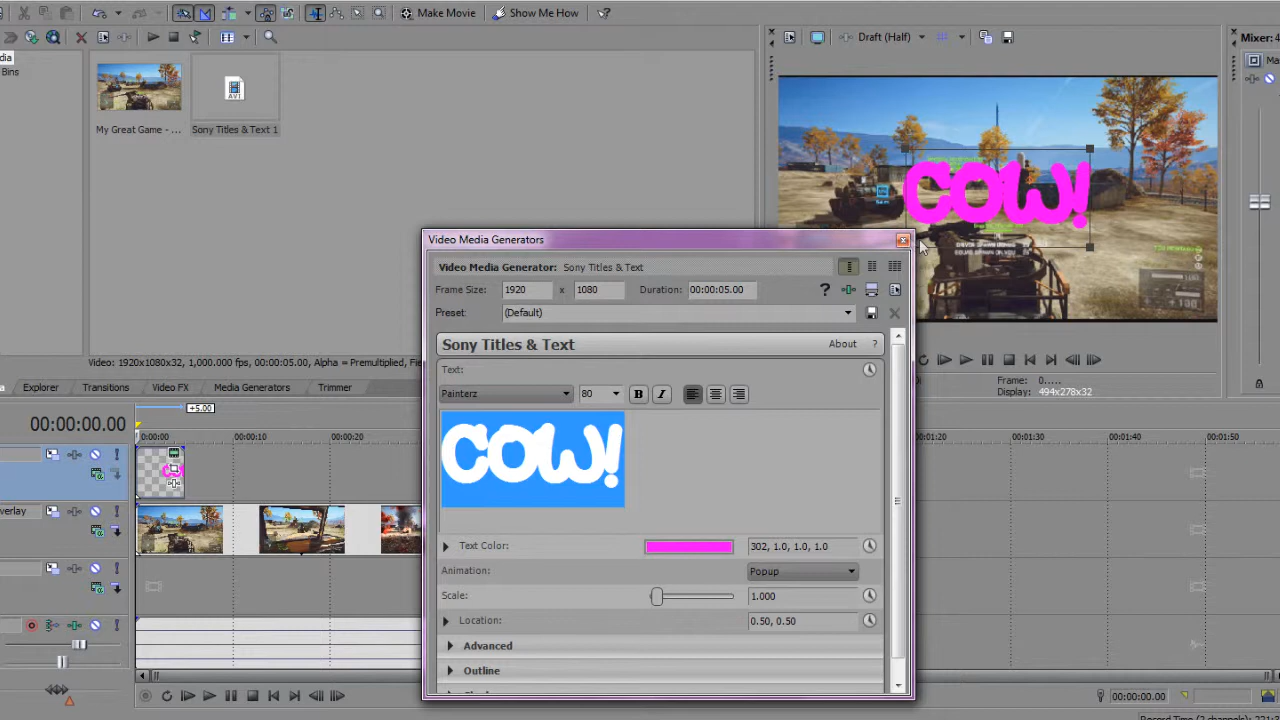 Make Movie
Show Me How
Bins
My Great Game - ...
Sony Titles & Text 1
Draft (Half)
Mixer:
COW!
Video: 1920x1080x32, 1,000.000 fps, 00:00:05.00, Alpha = Premultiplied, Fie
Explorer
Transitions
Video FX
Media Generators
Trimmer
Frame: 0.....
Display: 494x278x32
Video Media Generators
Video Media Generator: Sony Titles & Text
Frame Size: 1920 x 1080 Duration: 00:00:05.00
Preset: (Default)
Sony Titles & Text
About ?
Text:
Painterz 80 B I
COW!
Text Color: 302, 1.0, 1.0, 1.0
Animation: Popup
Scale: 1.000
Location: 0.50, 0.50
Advanced
Outline
00:00:00.00
+5.00
0:00:00 00:00:10 00:00:20 00:01:20 00:01:30 00:01:40 00:01:50
overlay
00:00:00.00